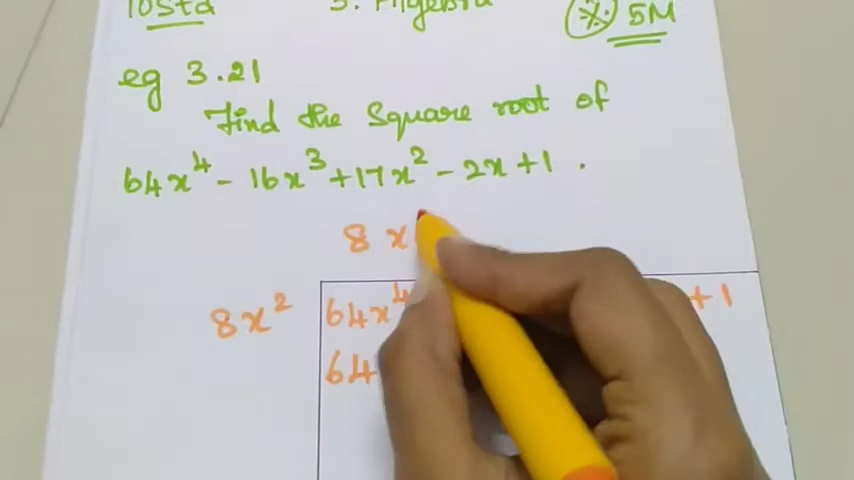 10std 3. Algebra 5M
eg 3.21
Find the Square root of
64x⁴ - 16x³ + 17x² - 2x + 1 .
8 x
8x² 64x⁴ + 1
64